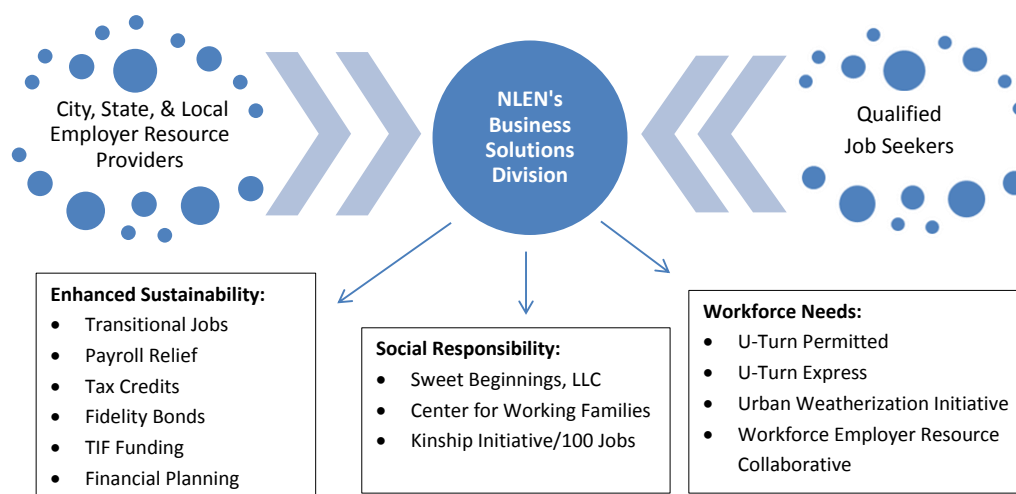 City, State, & Local
Employer Resource
Providers
NLEN's
Business
Solutions
Division
Qualified
Job Seekers
Enhanced Sustainability:
• Transitional Jobs
• Payroll Relief
• Tax Credits
• Fidelity Bonds
• TIF Funding
• Financial Planning
Social Responsibility:
• Sweet Beginnings, LLC
• Center for Working Families
• Kinship Initiative/100 Jobs
Workforce Needs:
• U-Turn Permitted
• U-Turn Express
• Urban Weatherization Initiative
• Workforce Employer Resource
Collaborative